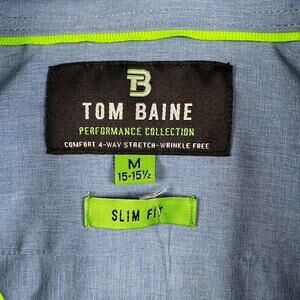 TB
TOM BAINE
PERFORMANCE COLLECTION
COMFORT 4-WAY STRETCH-WRINKLE FREE
M
15-15½
SLIM FIT